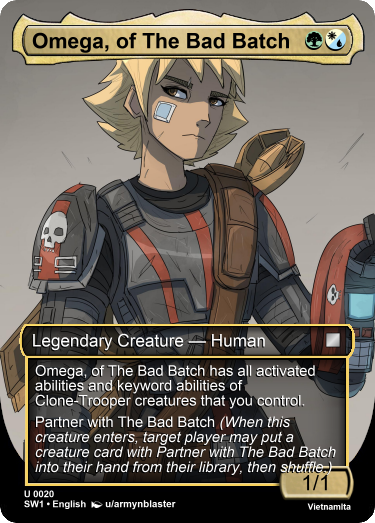 Omega, of The Bad Batch
Legendary Creature — Human
Omega, of The Bad Batch has all activated
abilities and keyword abilities of
Clone-Trooper creatures that you control.
Partner with The Bad Batch (When this
creature enters, target player may put a
creature card with Partner with The Bad Batch
into their hand from their library, then shuffle.)
1/1
U 0020
SW1 • English u/armynblaster
Vietnamita